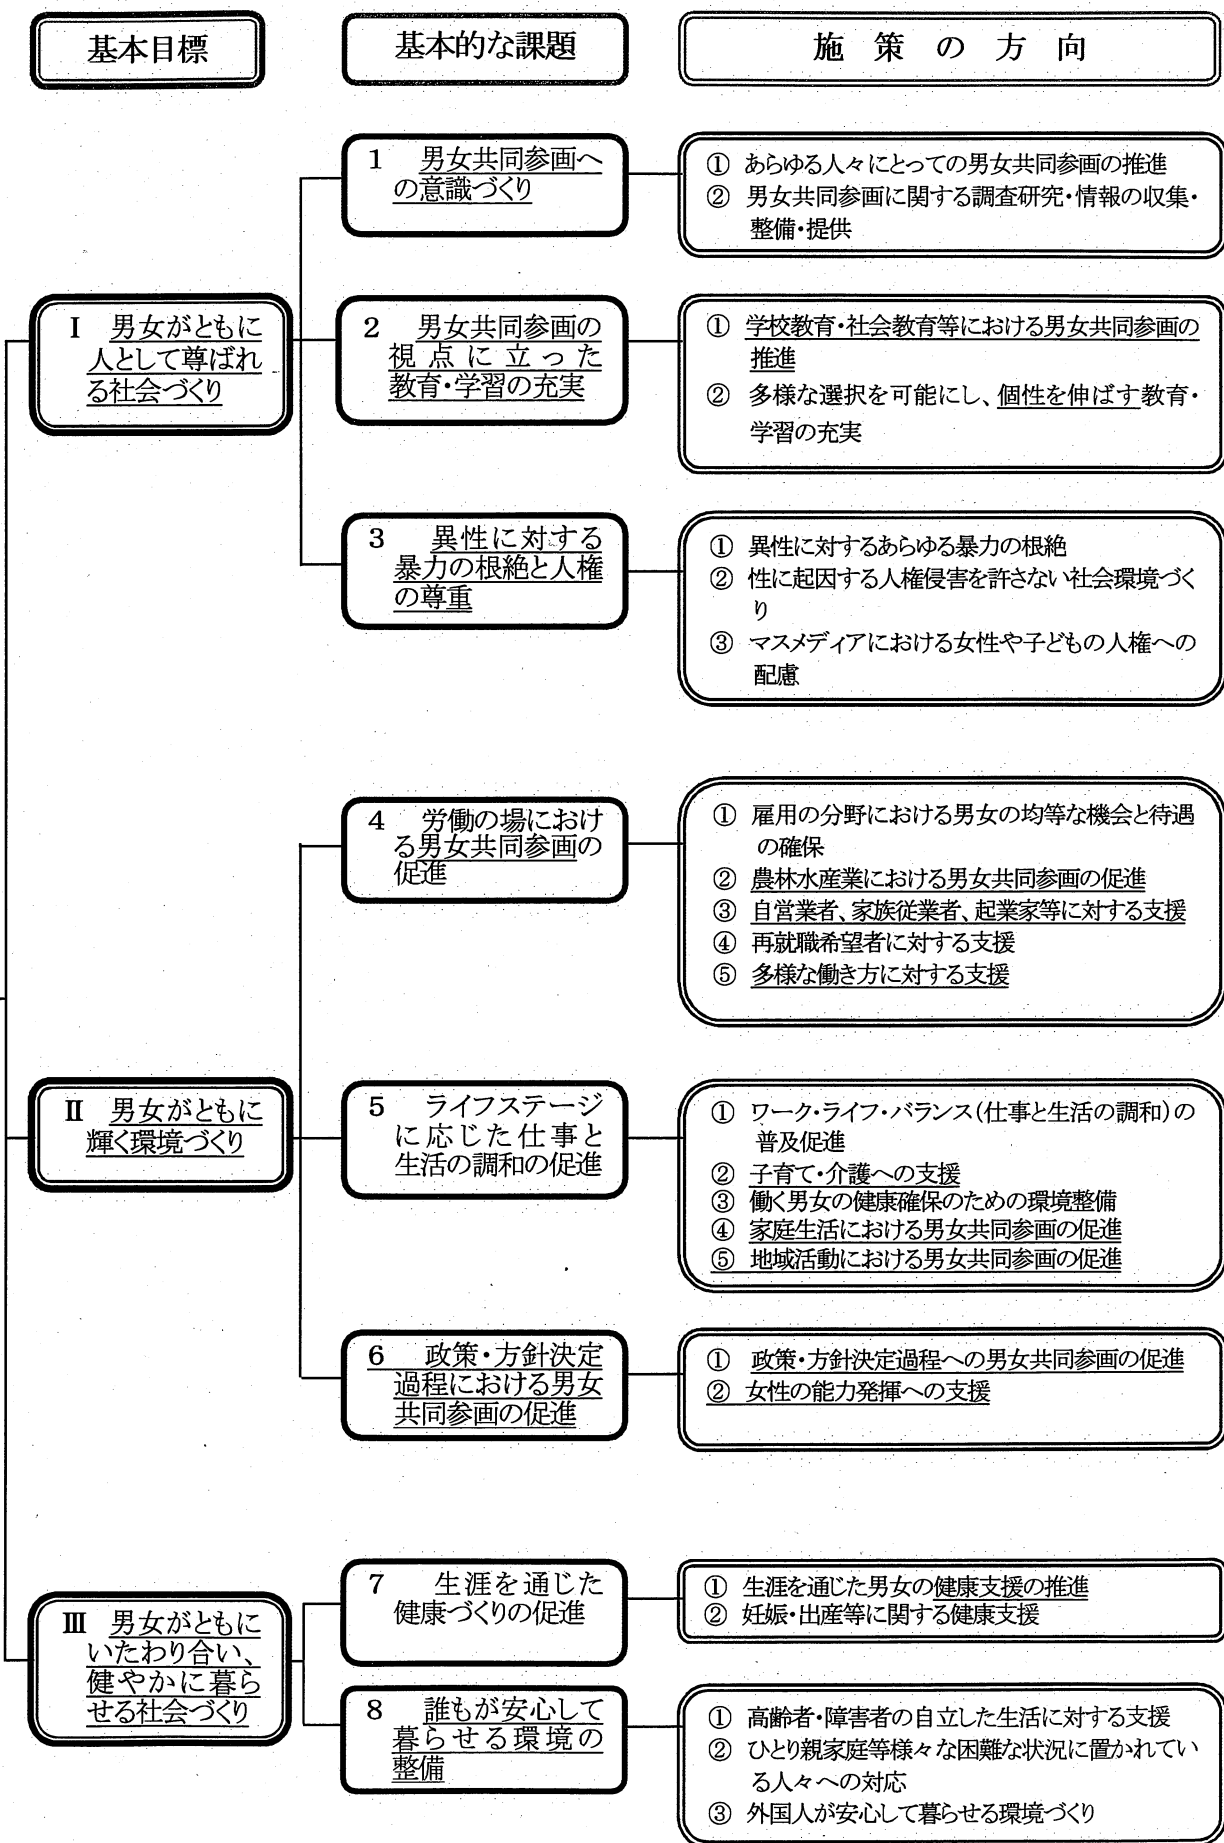 基本目標
基本的な課題
施策の方向
Ⅰ 男女がともに
人として尊ばれ
る社会づくり
1 男女共同参画へ
の意識づくり
① あらゆる人々にとっての男女共同参画の推進
② 男女共同参画に関する調査研究・情報の収集・
整備・提供
2 男女共同参画の
視点に立った
教育・学習の充実
① 学校教育・社会教育等における男女共同参画の
推進
② 多様な選択を可能にし、個性を伸ばす教育・
学習の充実
3 異性に対する
暴力の根絶と人権
の尊重
① 異性に対するあらゆる暴力の根絶
② 性に起因する人権侵害を許さない社会環境づく
り
③ マスメディアにおける女性や子どもの人権への
配慮
Ⅱ 男女がともに
輝く環境づくり
4 労働の場におけ
る男女共同参画の
促進
① 雇用の分野における男女の均等な機会と待遇
の確保
② 農林水産業における男女共同参画の促進
③ 自営業者、家族従業者、起業家等に対する支援
④ 再就職希望者に対する支援
⑤ 多様な働き方に対する支援
5 ライフステージ
に応じた仕事と
生活の調和の促進
① ワーク・ライフ・バランス(仕事と生活の調和)の
普及促進
② 子育て・介護への支援
③ 働く男女の健康確保のための環境整備
④ 家庭生活における男女共同参画の促進
⑤ 地域活動における男女共同参画の促進
6 政策・方針決定
過程における男女
共同参画の促進
① 政策・方針決定過程への男女共同参画の促進
② 女性の能力発揮への支援
Ⅲ 男女がともに
いたわり合い、
健やかに暮ら
せる社会づくり
7 生涯を通じた
健康づくりの促進
① 生涯を通じた男女の健康支援の推進
② 妊娠・出産等に関する健康支援
8 誰もが安心して
暮らせる環境の
整備
① 高齢者・障害者の自立した生活に対する支援
② ひとり親家庭等様々な困難な状況に置かれてい
る人々への対応
③ 外国人が安心して暮らせる環境づくり